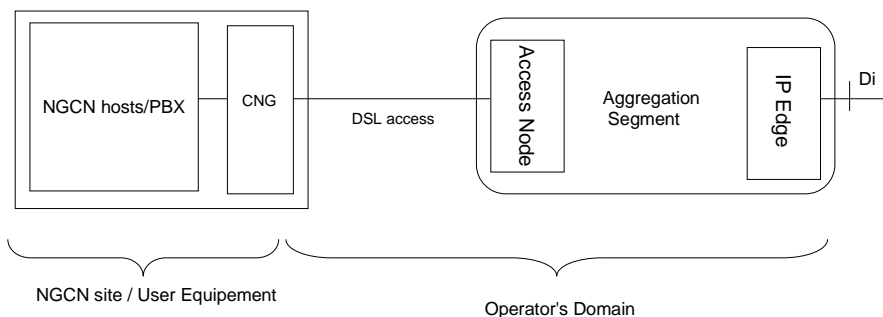 NGCN hosts/PBX
CNG
DSL access
Access Node
Aggregation
Segment
IP Edge
Di
NGCN site / User Equipement
Operator's Domain